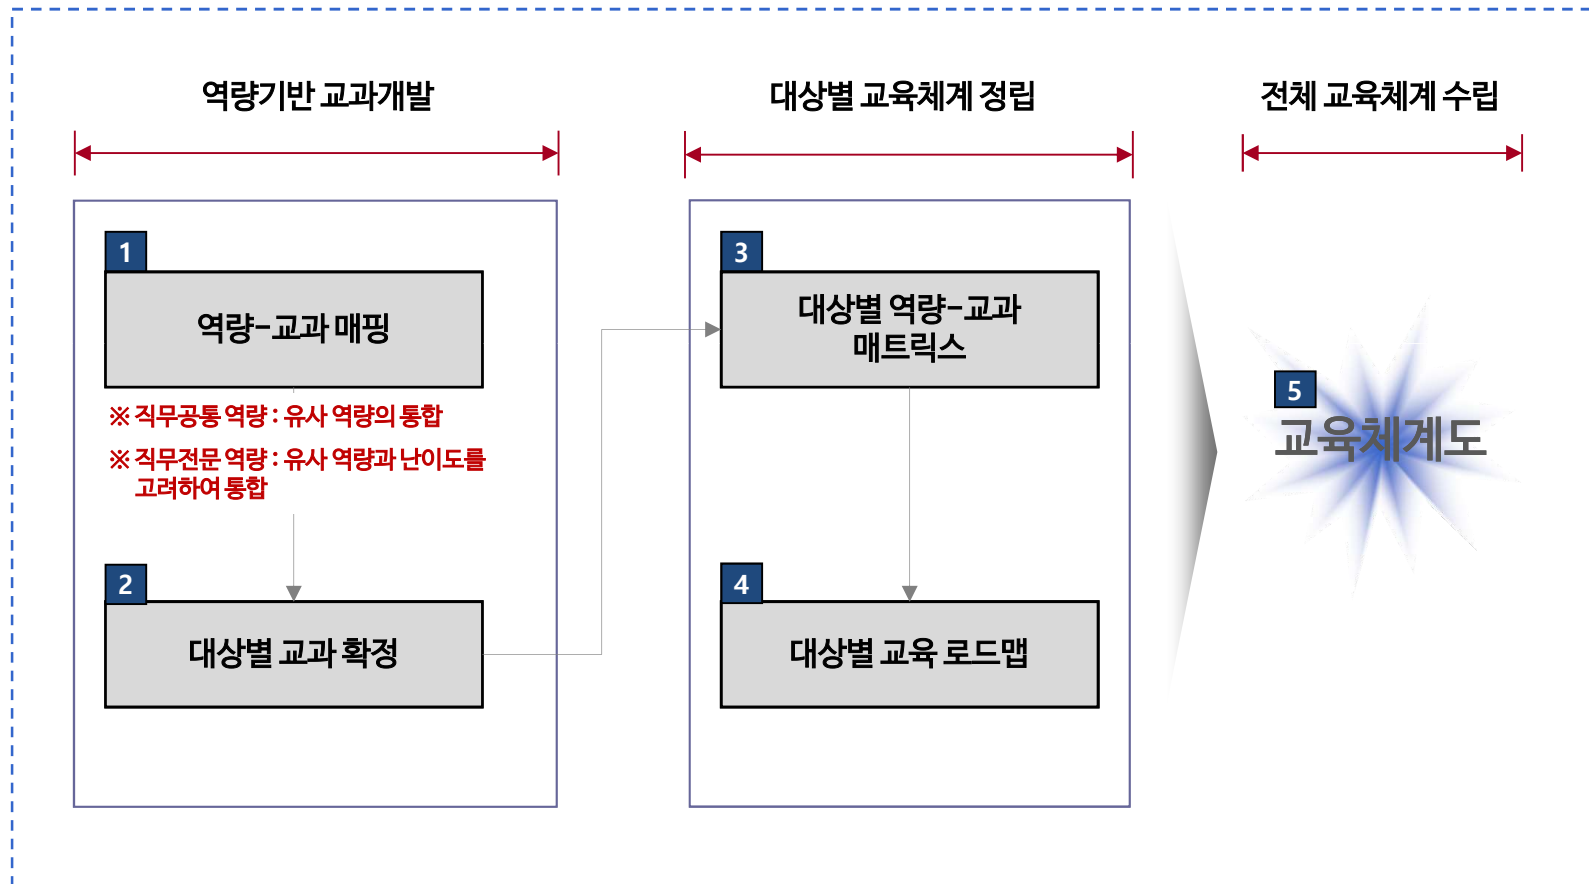 역량기반 교과개발
대상별 교육체계 정립
전체 교육체계 수립
1
역량-교과 매핑
※ 직무공통 역량 : 유사 역량의 통합
※ 직무전문 역량 : 유사 역량과 난이도를
고려하여 통합
2
대상별 교과 확정
3
대상별 역량-교과
매트릭스
4
대상별 교육 로드맵
5
교육체계도